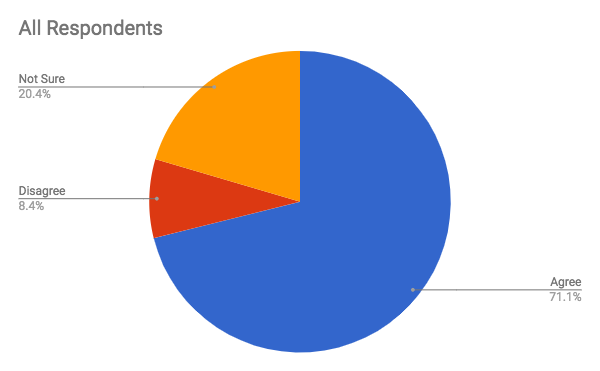 All Respondents
Not Sure
20.4%
Disagree
8.4%
Agree
71.1%